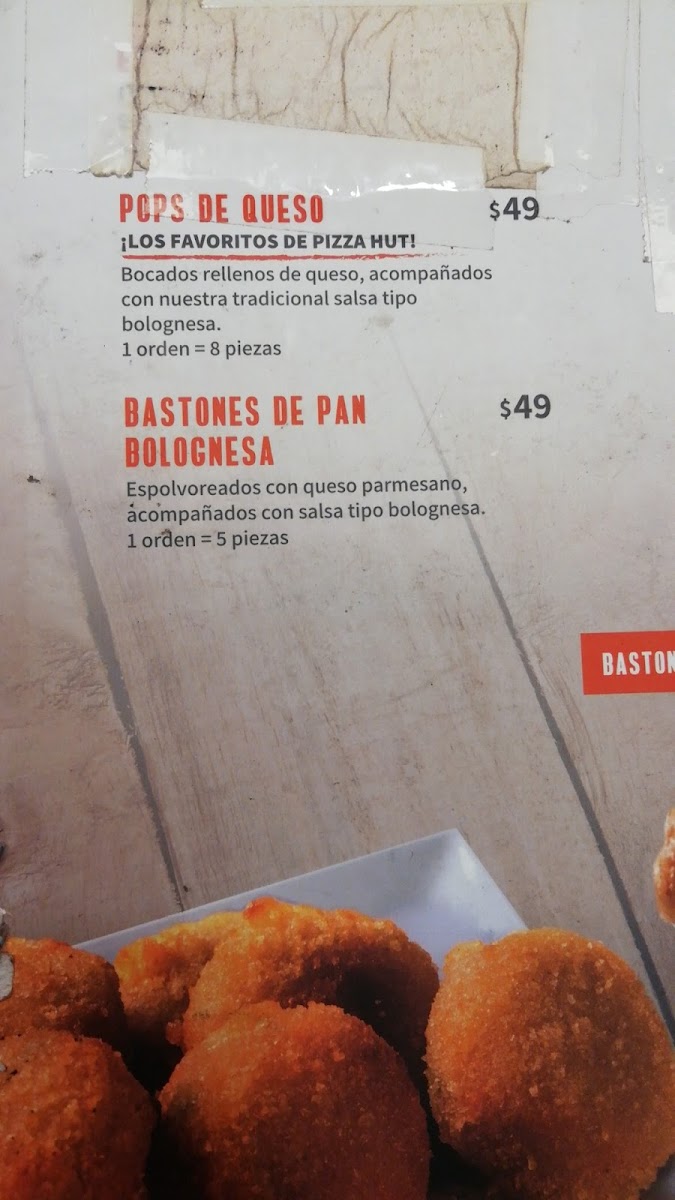 POPS DE QUESO $49
¡LOS FAVORITOS DE PIZZA HUT!
Bocados rellenos de queso, acompañados
con nuestra tradicional salsa tipo
bolognesa.
1 orden = 8 piezas
BASTONES DE PAN $49
BOLOGNESA
Espolvoreados con queso parmesano,
acompañados con salsa tipo bolognesa.
1 orden = 5 piezas
BASTON